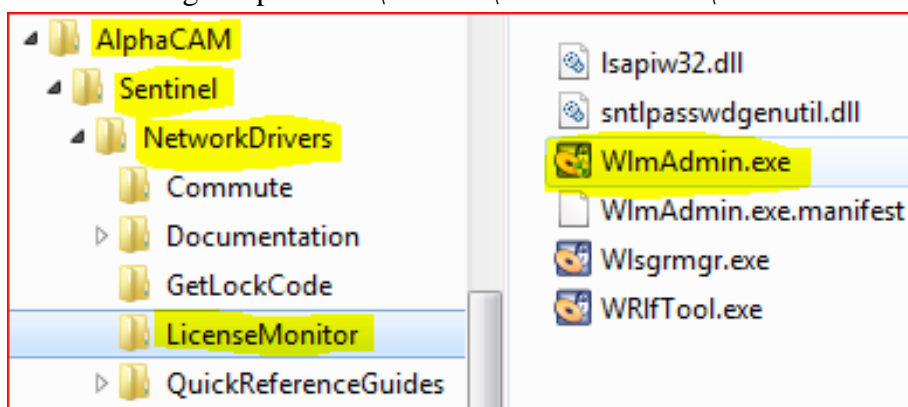 AlphaCAM
Sentinel
NetworkDrivers
Commute
Documentation
GetLockCode
LicenseMonitor
QuickReferenceGuides
lsapiw32.dll
sntlpasswdgenutil.dll
WlmAdmin.exe
WlmAdmin.exe.manifest
Wlsgrmgr.exe
WRlfTool.exe